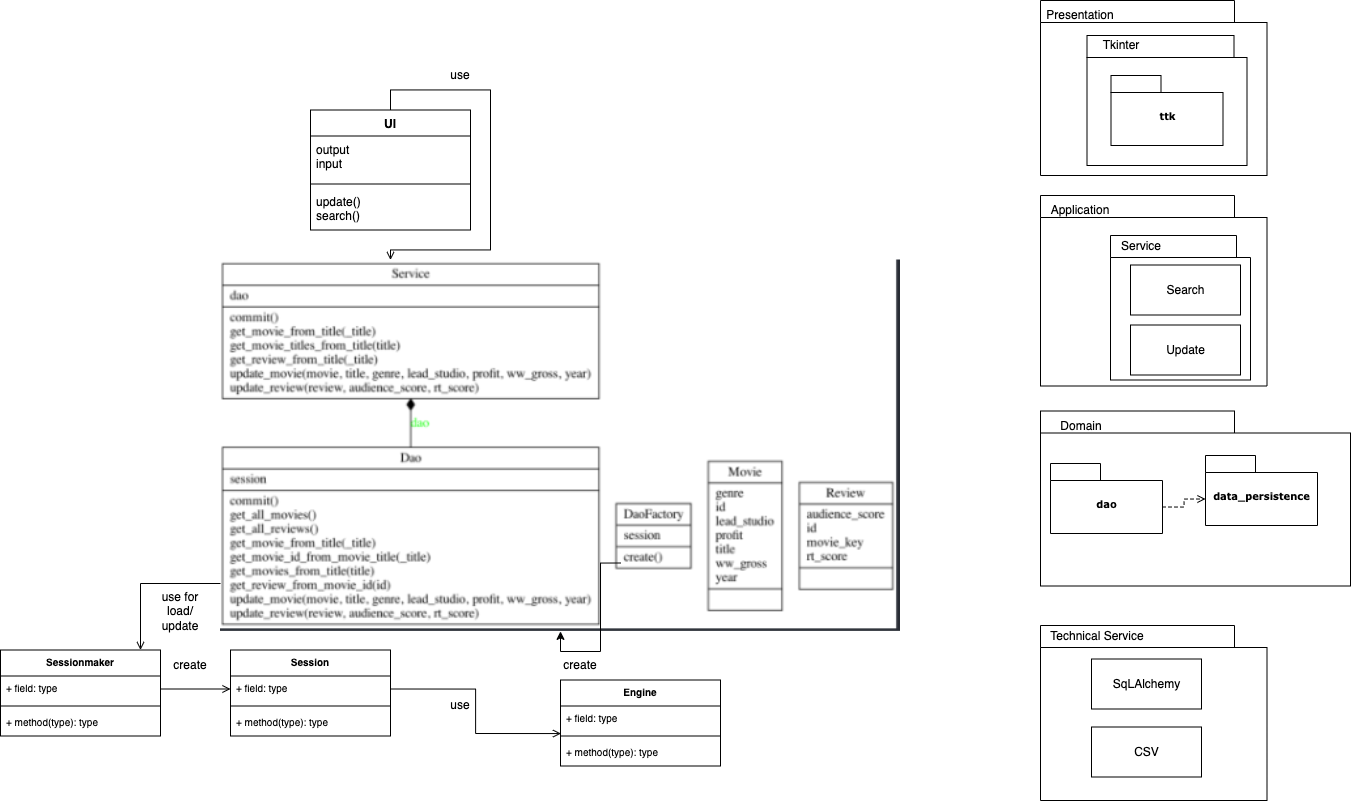 use
UI
output
input
update()
search()
Service
dao
commit()
get_movie_from_title(_title)
get_movie_titles_from_title(title)
get_review_from_title(_title)
update_movie(movie, title, genre, lead_studio, profit, ww_gross, year)
update_review(review, audience_score, rt_score)
dao
Dao
session
commit()
get_all_movies()
get_all_reviews()
get_movie_from_title(_title)
get_movie_id_from_movie_title(_title)
get_movies_from_title(title)
get_review_from_movie_id(id)
update_movie(movie, title, genre, lead_studio, profit, ww_gross, year)
update_review(review, audience_score, rt_score)
DaoFactory
session
create()
Movie
genre
id
lead_studio
profit
title
ww_gross
year
Review
audience_score
id
movie_key
rt_score
use for
load/
update
create
Sessionmaker
+ field: type
+ method(type): type
create
Session
+ field: type
+ method(type): type
use
Engine
+ field: type
+ method(type): type
Presentation
Tkinter
ttk
Application
Service
Search
Update
Domain
dao
data_persistence
Technical Service
SqLAlchemy
CSV